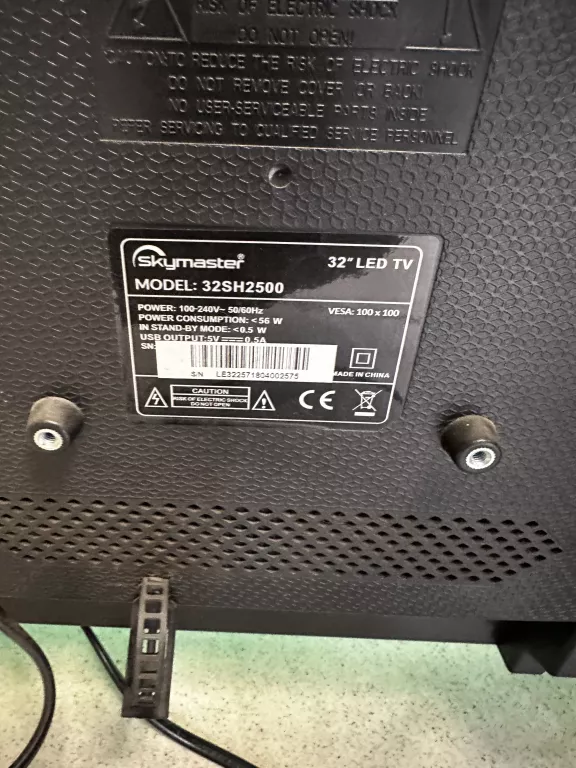 RISK OF ELECTRIC SHOCK
DO NOT OPEN!
CAUTION:TO REDUCE THE RISK OF ELECTRIC SHOCK
DO NOT REMOVE COVER (OR BACK)
NO USER-SERVICEABLE PARTS INSIDE
REFER SERVICING TO QUALIFED SERVICE PERSONNEL
skymaster®
32" LED TV
MODEL: 32SH2500
POWER: 100-240V~ 50/60Hz
VESA: 100 x 100
POWER CONSUMPTION: <56 W
IN STAND-BY MODE: <0.5 W
USB OUTPUT:5V⎓0.5A
SN:
S/N LE322571804002575
MADE IN CHINA
CAUTION
RISK OF ELECTRIC SHOCK
DO NOT OPEN
CE